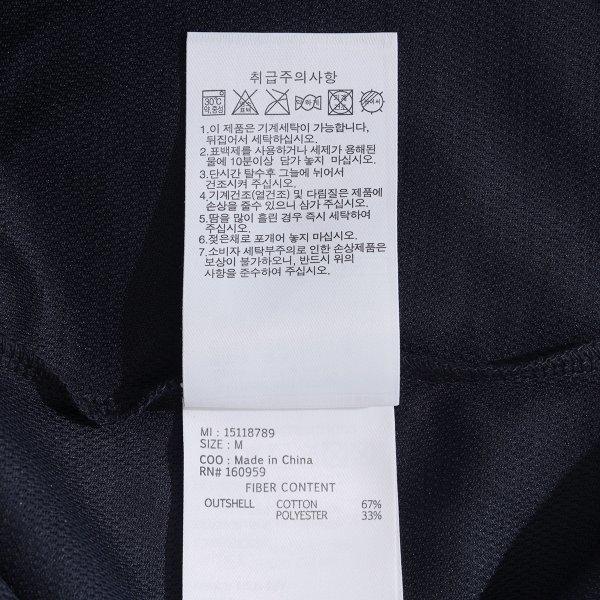 취급주의사항
30℃
약,중성
1.이 제품은 기계세탁이 가능합니다,
뒤집어서 세탁하십시오.
2.표백제를 사용하거나 세제가 용해된
물에 10분이상 담가 놓지 마십시오.
3.단시간 탈수후 그늘에 뉘어서
건조시켜 주십시오.
4.기계건조(열건조) 및 다림질은 제품에
손상을 줄수 있으니 삼가 주십시오.
5.땀을 많이 흘린 경우 즉시 세탁하여
주십시오.
6.젖은채로 포개어 놓지 마십시오.
7.소비자 세탁부주의로 인한 손상제품은
보상이 불가하오니, 반드시 위의
사항을 준수하여 주십시오.
MI : 15118789
SIZE : M
COO : Made in China
RN# 160959
FIBER CONTENT
OUTSHELL COTTON 67%
POLYESTER 33%